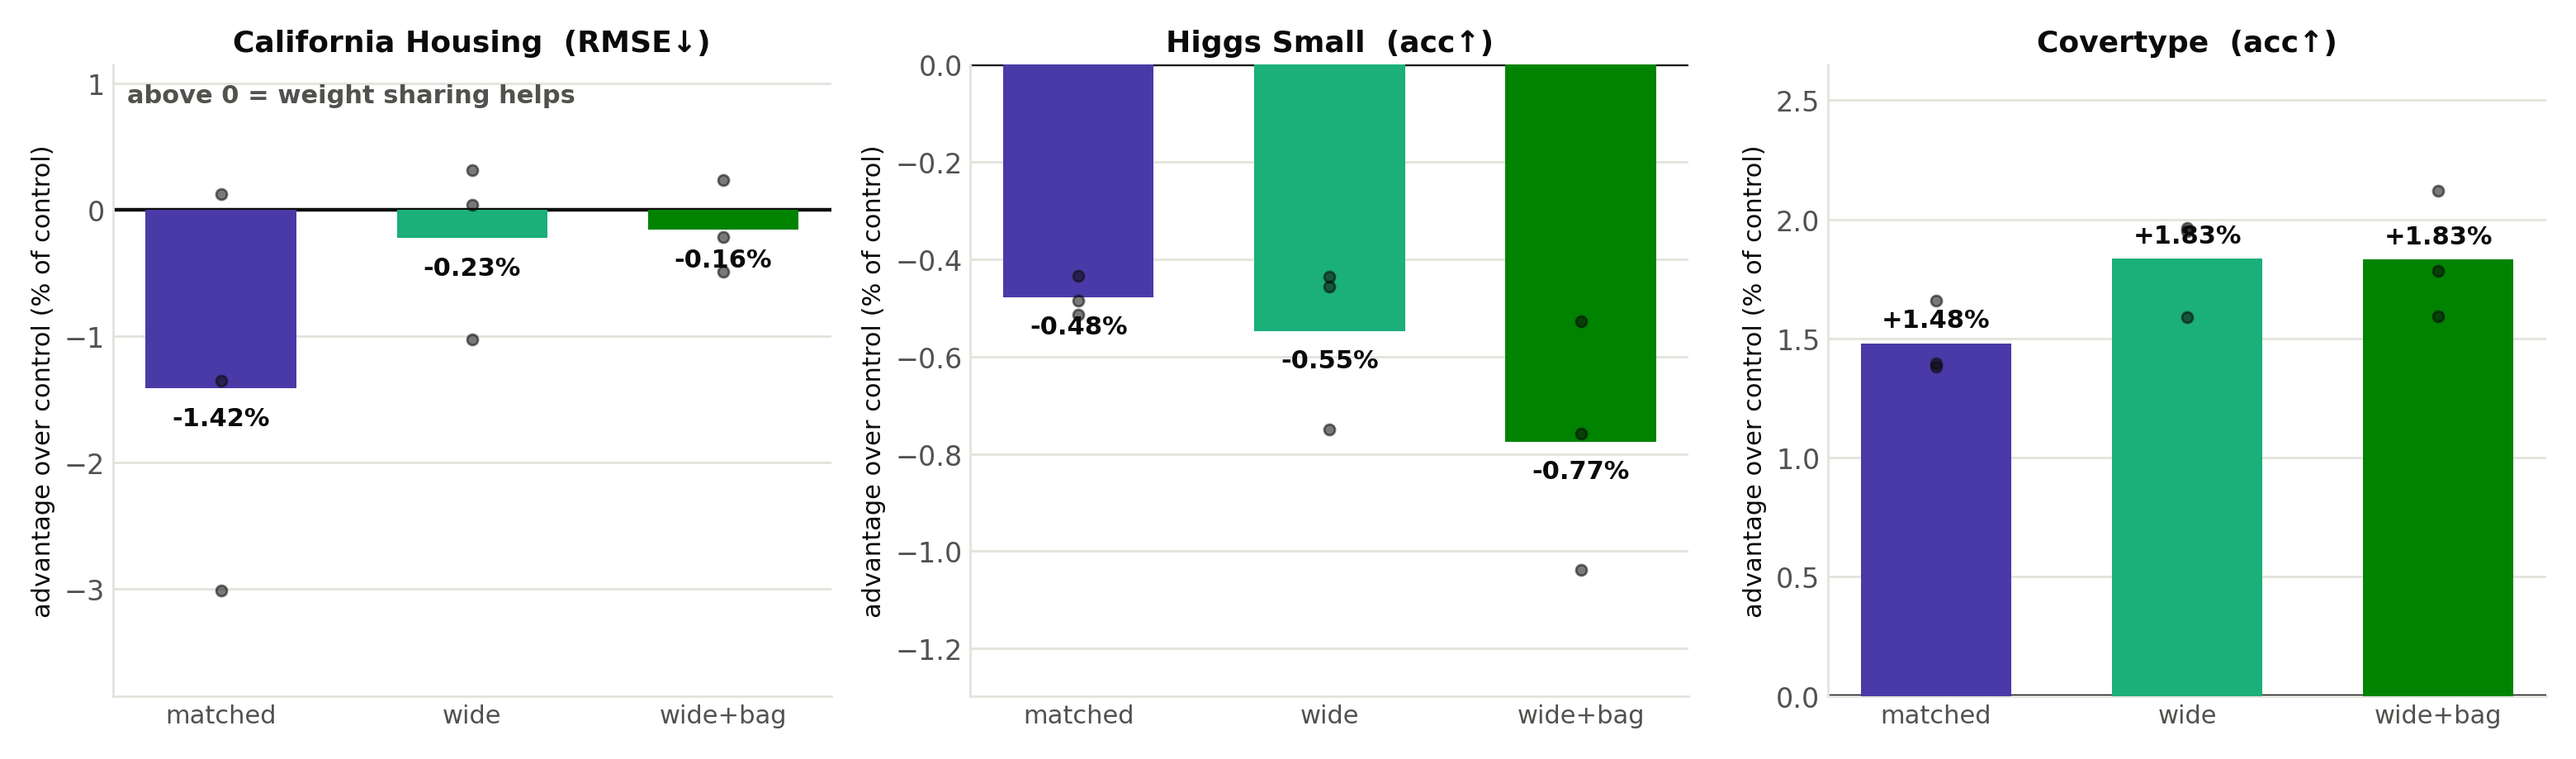 California Housing  (RMSE↓)
above 0 = weight sharing helps
advantage over control (% of control)
1
0
−1
−2
−3
-1.42%
-0.23%
-0.16%
matched
wide
wide+bag
Higgs Small  (acc↑)
advantage over control (% of control)
0.0
−0.2
−0.4
−0.6
−0.8
−1.0
−1.2
-0.48%
-0.55%
-0.77%
matched
wide
wide+bag
Covertype  (acc↑)
advantage over control (% of control)
2.5
2.0
1.5
1.0
0.5
0.0
+1.48%
+1.83%
+1.83%
matched
wide
wide+bag